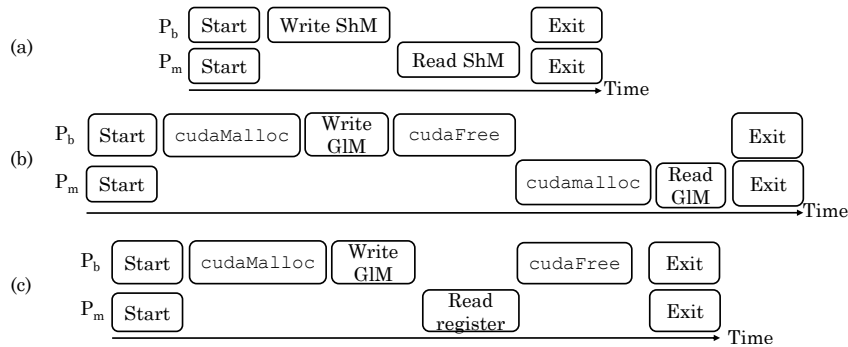 P_b Start Write ShM Exit
(a)
P_m Start Read ShM Exit
Time
P_b Start cudaMalloc Write GlM cudaFree Exit
(b)
P_m Start cudamalloc Read GlM Exit
Time
P_b Start cudaMalloc Write GlM cudaFree Exit
(c)
P_m Start Read register Exit
Time